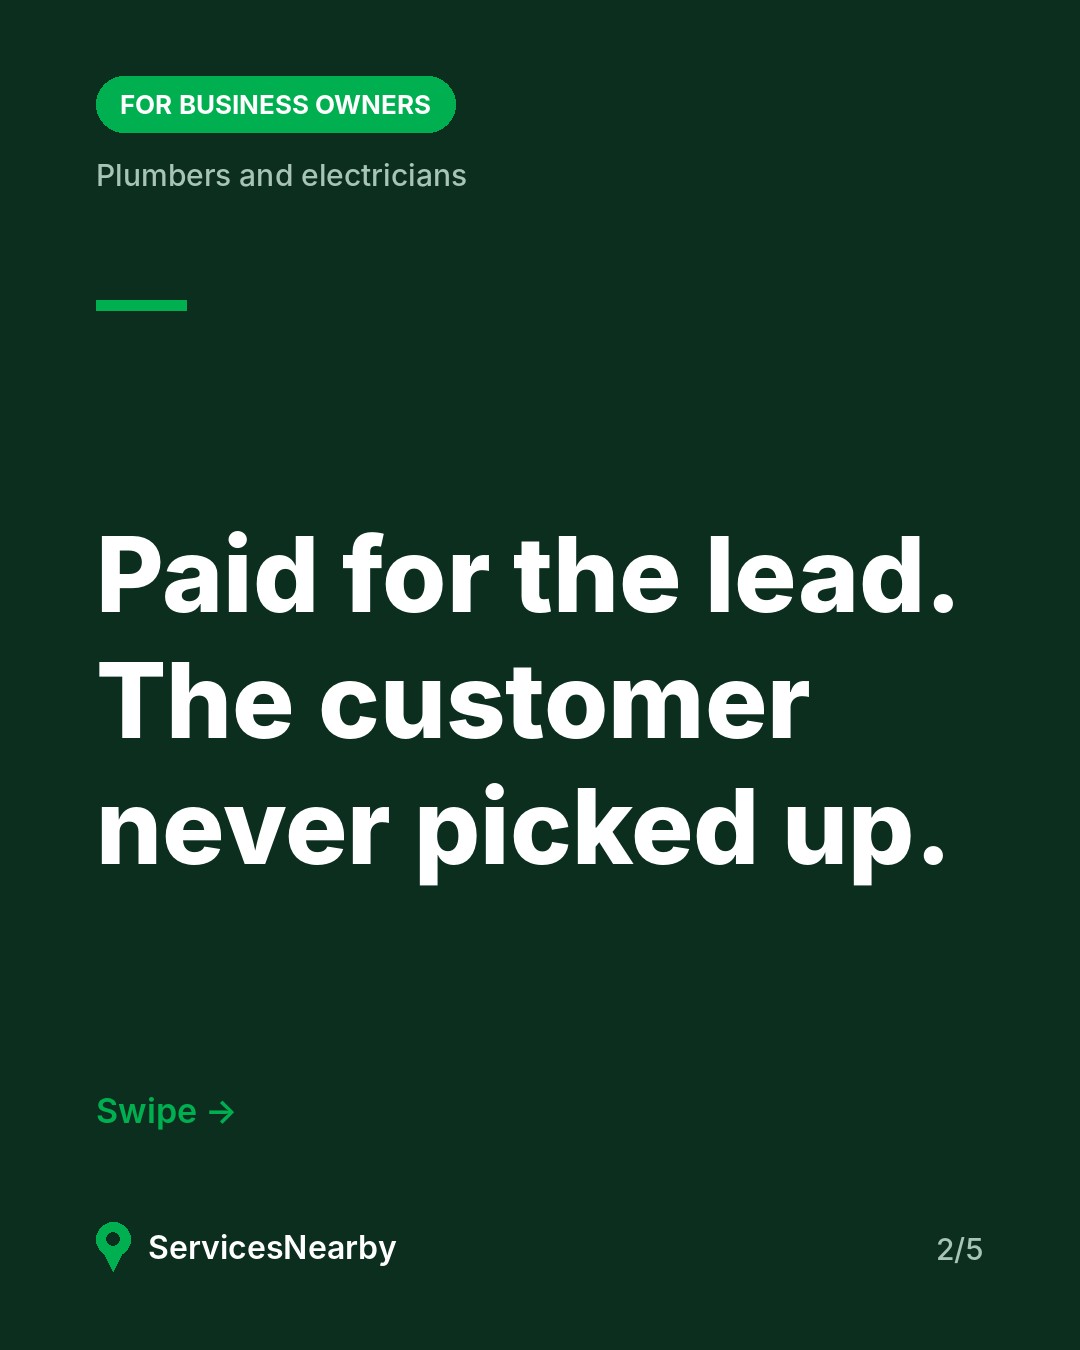 FOR BUSINESS OWNERS
Plumbers and electricians
Paid for the lead.
The customer
never picked up.
Swipe →
ServicesNearby
2/5